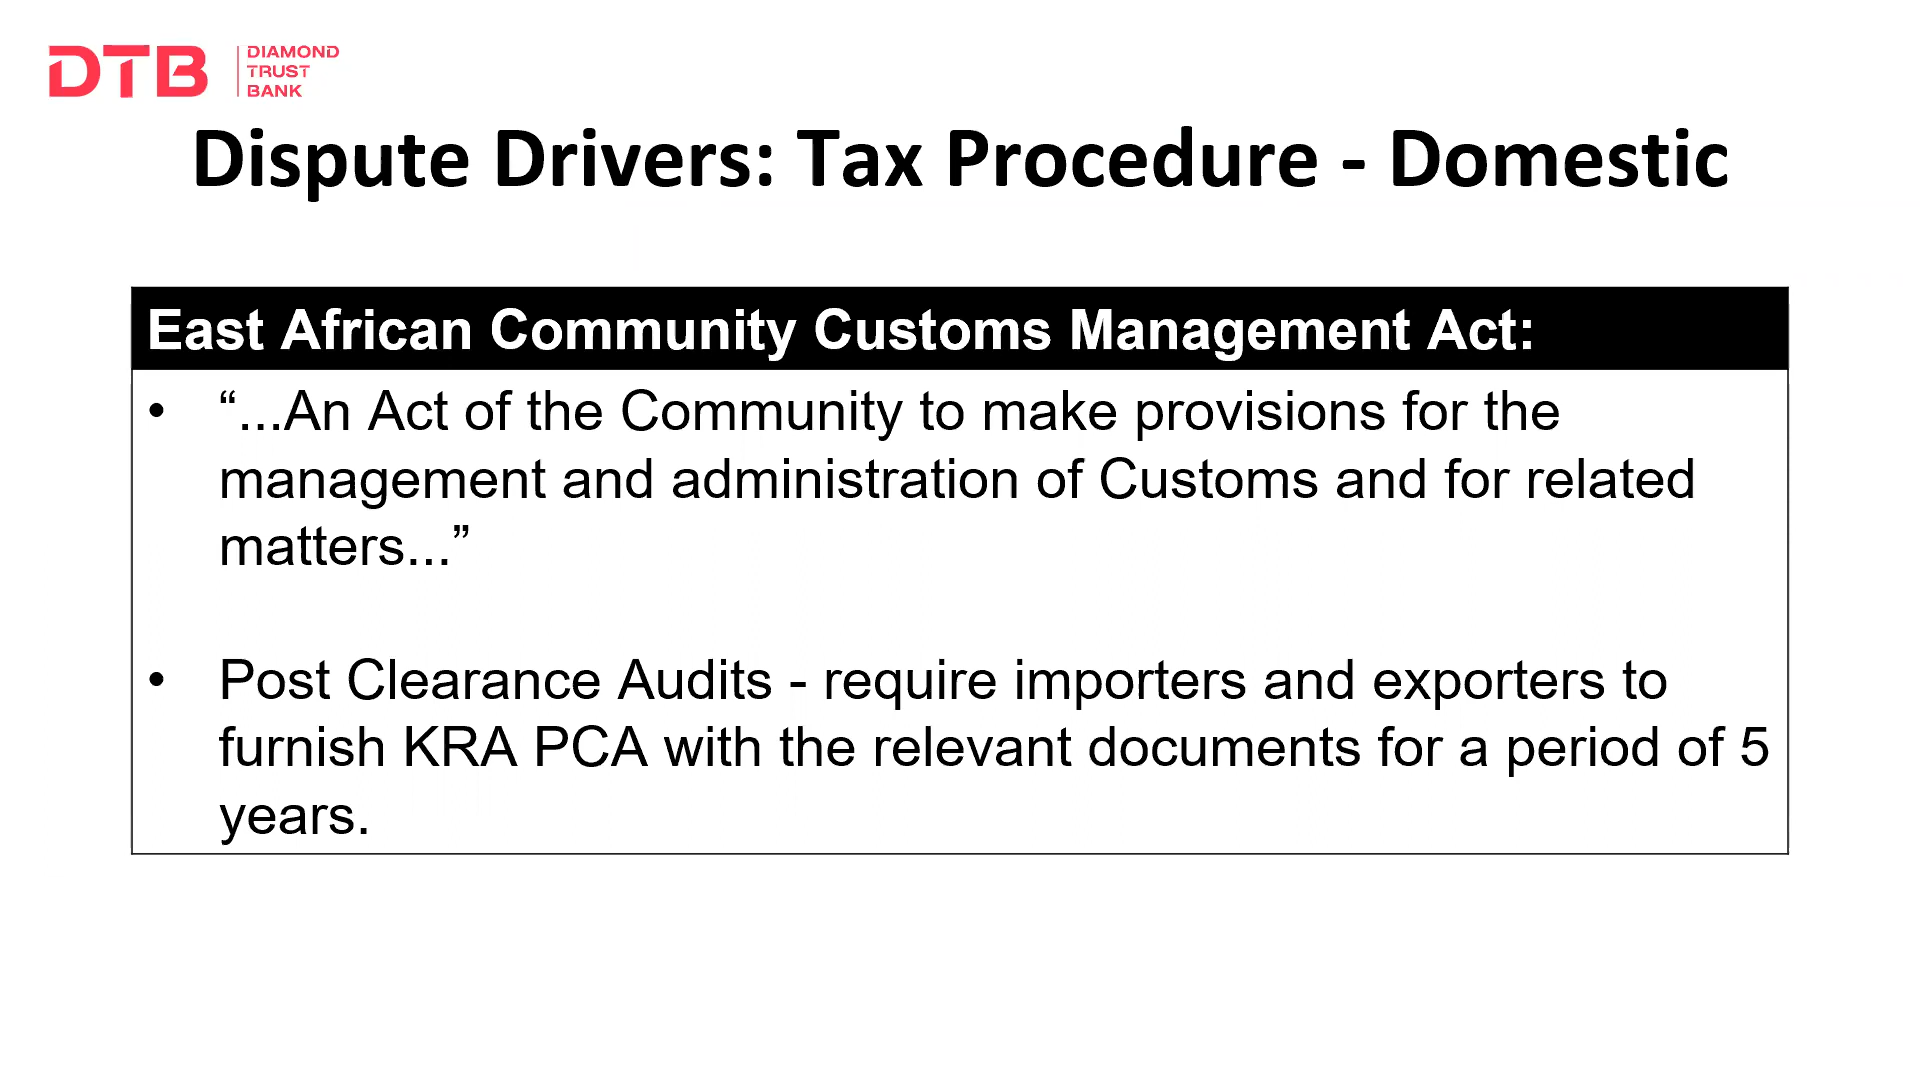 DTB
DIAMOND
TRUST
BANK
Dispute Drivers: Tax Procedure - Domestic
East African Community Customs Management Act:
• “...An Act of the Community to make provisions for the
management and administration of Customs and for related
matters...”
• Post Clearance Audits - require importers and exporters to
furnish KRA PCA with the relevant documents for a period of 5
years.